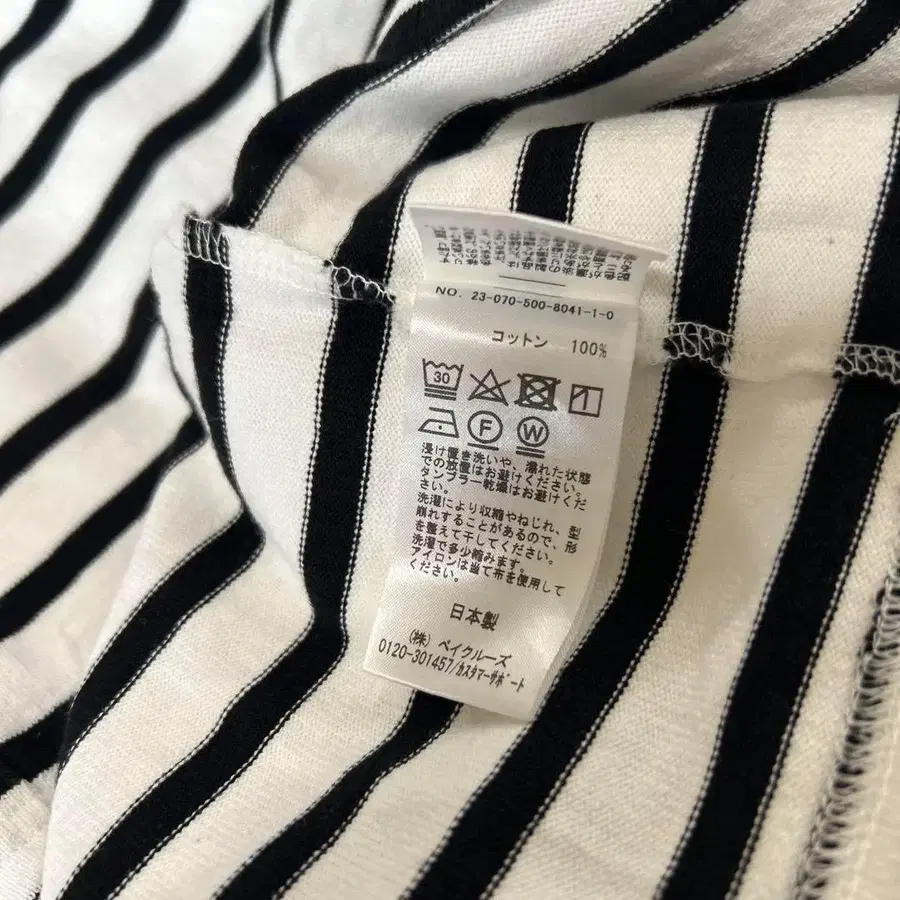 NO. 23-070-500-8041-1-0
コットン 100%
30
F W
浸け置き洗いや、濡れた状態
での放置はお避けください。
タンブラー乾燥はお避けくだ
さい。
洗濯により収縮やねじれ、型
崩れすることがあるので、形
を整えて干してください。
洗濯で多少縮みます。
アイロンは当て布を使用して
ください。
日本製
(株) ベイクルーズ
0120-301457/カスタマーサポート